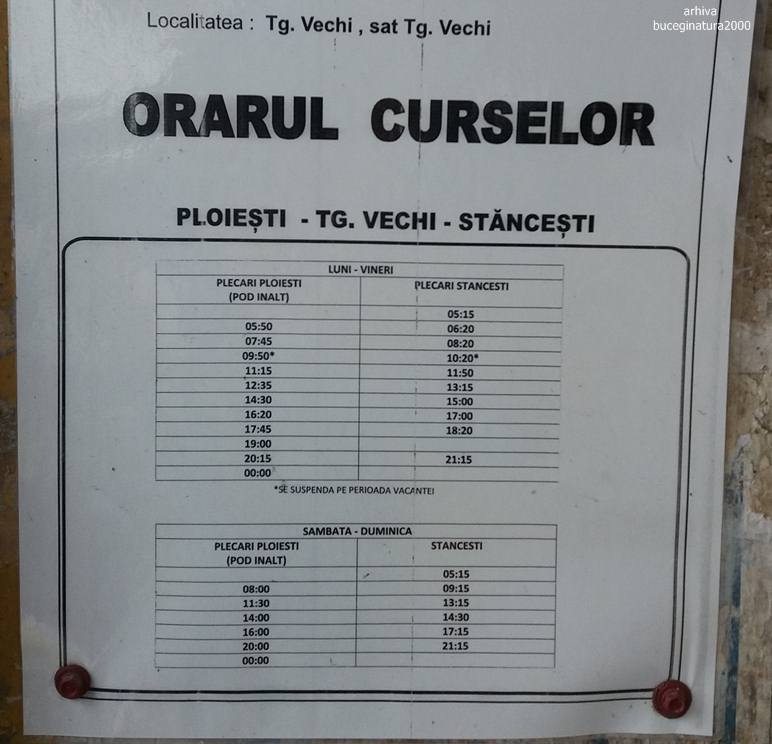 arhiva
buceginatura2000
Localitatea : Tg. Vechi , sat Tg. Vechi
ORARUL CURSELOR
PLOIEȘTI - TG. VECHI - STĂNCEȘTI
LUNI - VINERI
PLECARI PLOIESTI PLECARI STANCESTI
(POD INALT)
05:15
05:50 06:20
07:45 08:20
09:50* 10:20*
11:15 11:50
12:35 13:15
14:30 15:00
16:20 17:00
17:45 18:20
19:00
20:15 21:15
00:00
*SE SUSPENDA PE PERIOADA VACANTEI
SAMBATA - DUMINICA
PLECARI PLOIESTI STANCESTI
(POD INALT)
05:15
08:00 09:15
11:30 13:15
14:00 14:30
16:00 17:15
20:00 21:15
00:00